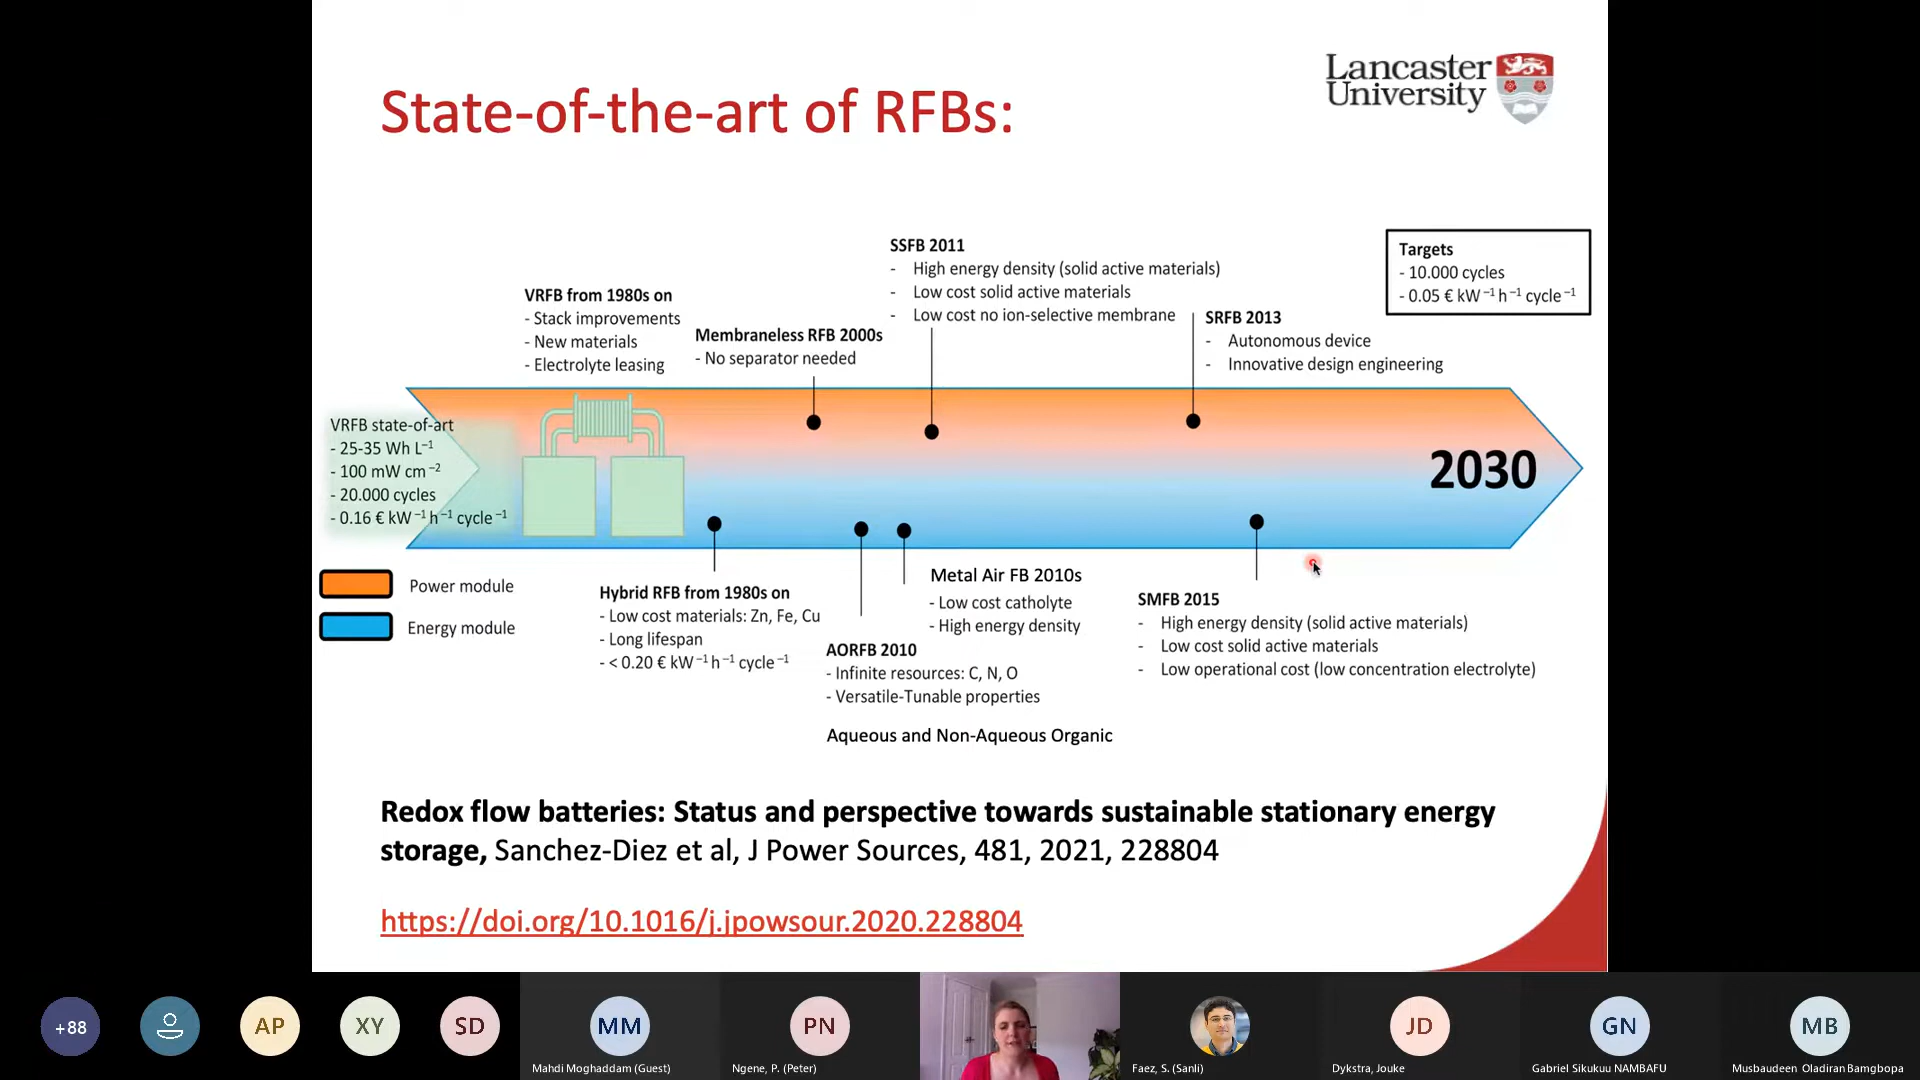 State-of-the-art of RFBs:
Lancaster
University
SSFB 2011
- High energy density (solid active materials)
- Low cost solid active materials
- Low cost no ion-selective membrane
Targets
- 10.000 cycles
- 0.05 € kW⁻¹ h⁻¹ cycle⁻¹
VRFB from 1980s on
- Stack improvements
- New materials
- Electrolyte leasing
Membraneless RFB 2000s
- No separator needed
SRFB 2013
- Autonomous device
- Innovative design engineering
VRFB state-of-art
- 25-35 Wh L⁻¹
- 100 mW cm⁻²
- 20.000 cycles
- 0.16 € kW⁻¹ h⁻¹ cycle⁻¹
2030
Power module
Energy module
Hybrid RFB from 1980s on
- Low cost materials: Zn, Fe, Cu
- Long lifespan
- < 0.20 € kW⁻¹ h⁻¹ cycle⁻¹
Metal Air FB 2010s
- Low cost catholyte
- High energy density
AORFB 2010
- Infinite resources: C, N, O
- Versatile-Tunable properties
Aqueous and Non-Aqueous Organic
SMFB 2015
- High energy density (solid active materials)
- Low cost solid active materials
- Low operational cost (low concentration electrolyte)
Redox flow batteries: Status and perspective towards sustainable stationary energy
storage, Sanchez-Diez et al, J Power Sources, 481, 2021, 228804
https://doi.org/10.1016/j.jpowsour.2020.228804
+88
AP
XY
SD
MM
Mahdi Moghaddam (Guest)
PN
Ngene, P. (Peter)
Faez, S. (Sanli)
JD
Dykstra, Jouke
GN
Gabriel Sikukuu NAMBAFU
MB
Musbaudeen Oladiran Bamgbopa